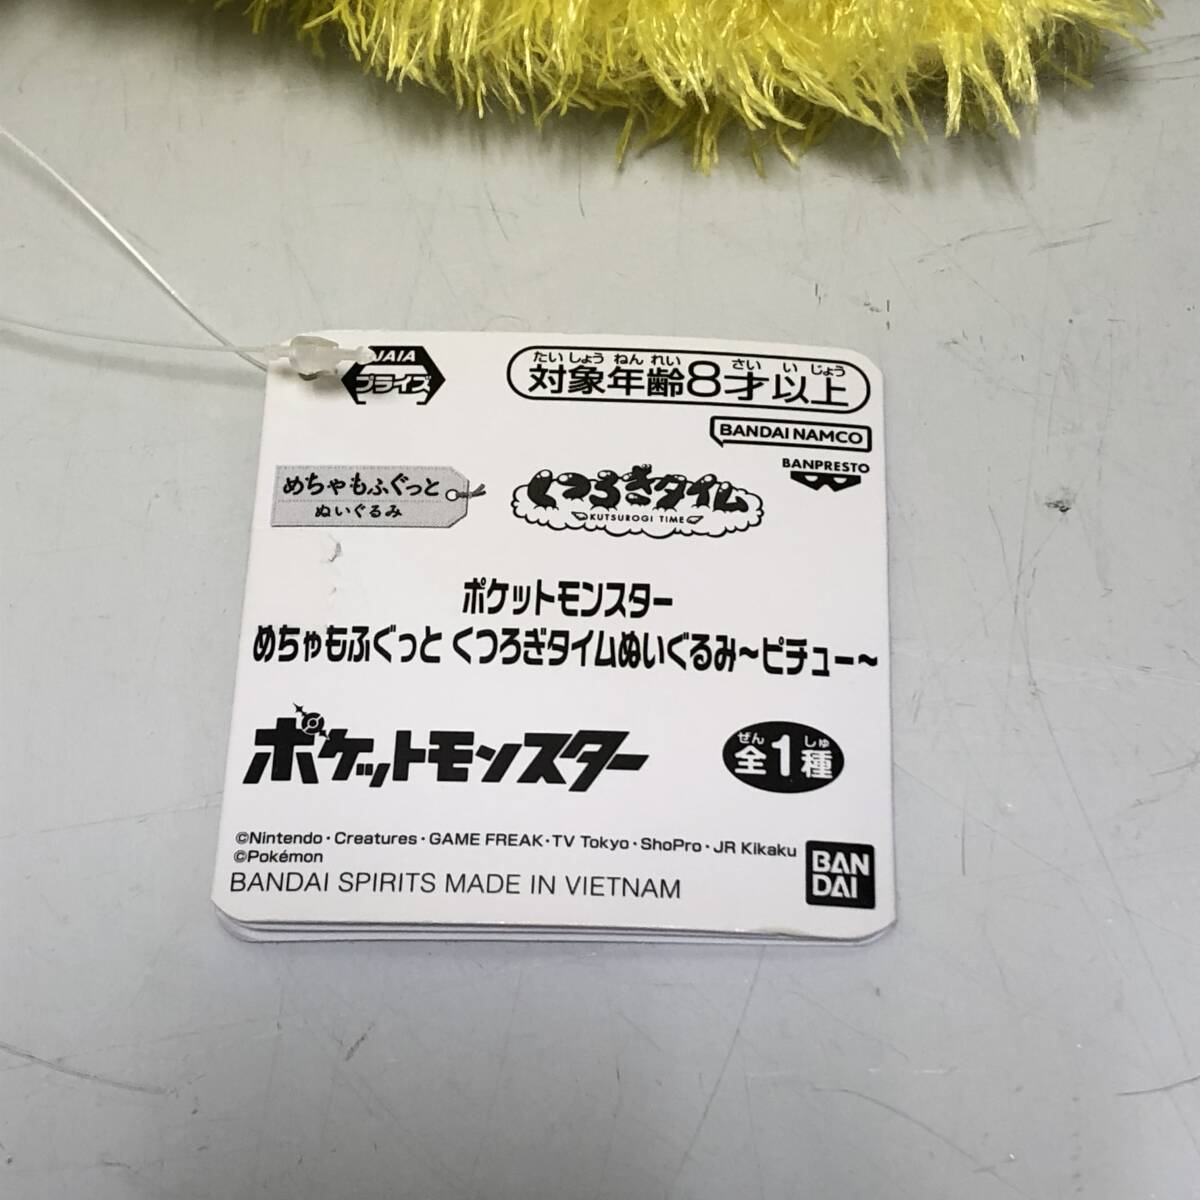 JAIA
プライズ
たいしょう ねん れい さい い じょう
対象年齢8才以上
BANDAI NAMCO
BANPRESTO
めちゃもふぐっと
ぬいぐるみ
くつろぎタイム
KUTSUROGI TIME
ポケットモンスター
めちゃもふぐっと くつろぎタイムぬいぐるみ～ピチュー～
ポケットモンスター
ぜん しゅ
全1種
©Nintendo・Creatures・GAME FREAK・TV Tokyo・ShoPro・JR Kikaku
©Pokémon
BANDAI SPIRITS MADE IN VIETNAM
BAN
DAI